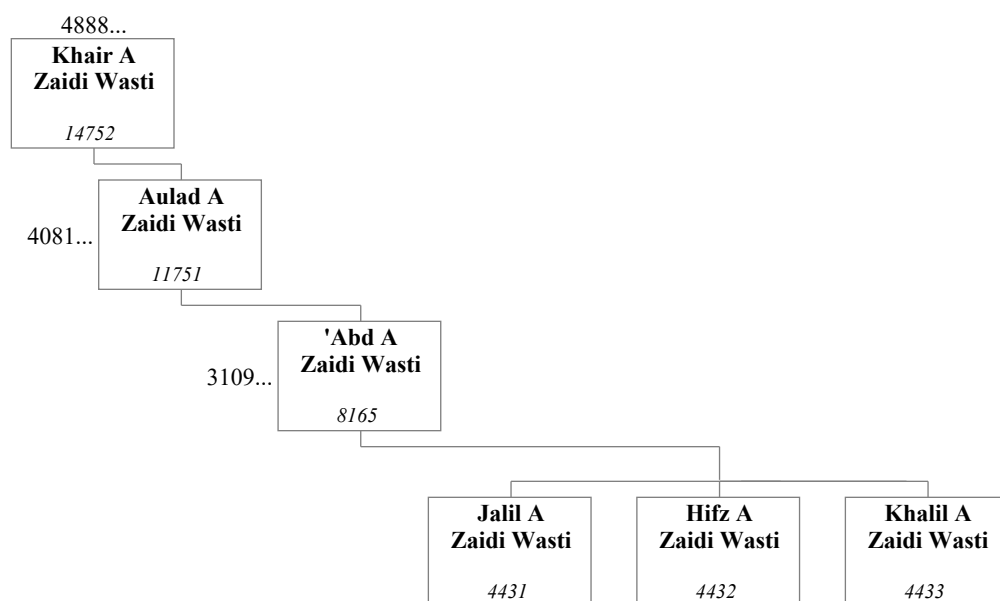 4888...
Khair A
Zaidi Wasti
14752
Aulad A
Zaidi Wasti
4081...
11751
'Abd A
Zaidi Wasti
3109...
8165
Jalil A
Zaidi Wasti
4431
Hifz A
Zaidi Wasti
4432
Khalil A
Zaidi Wasti
4433